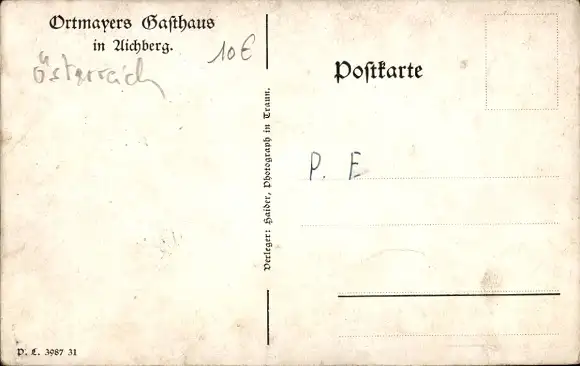 Ortmayers Gasthaus
in Aichberg.
Österreich
10€
Postkarte
P. E
Verleger: Haider, Photograph in Traun.
P. L. 3987 31